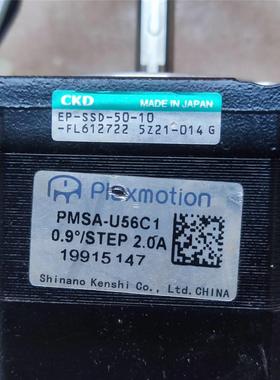 CKD MADE IN JAPAN
EP-SSD-50-10
-FL612722 5Z21-014 G
Plexmotion
PMSA-U56C1
0.9°/STEP 2.0A
19915147
Shinano Kenshi Co., Ltd.CHINA